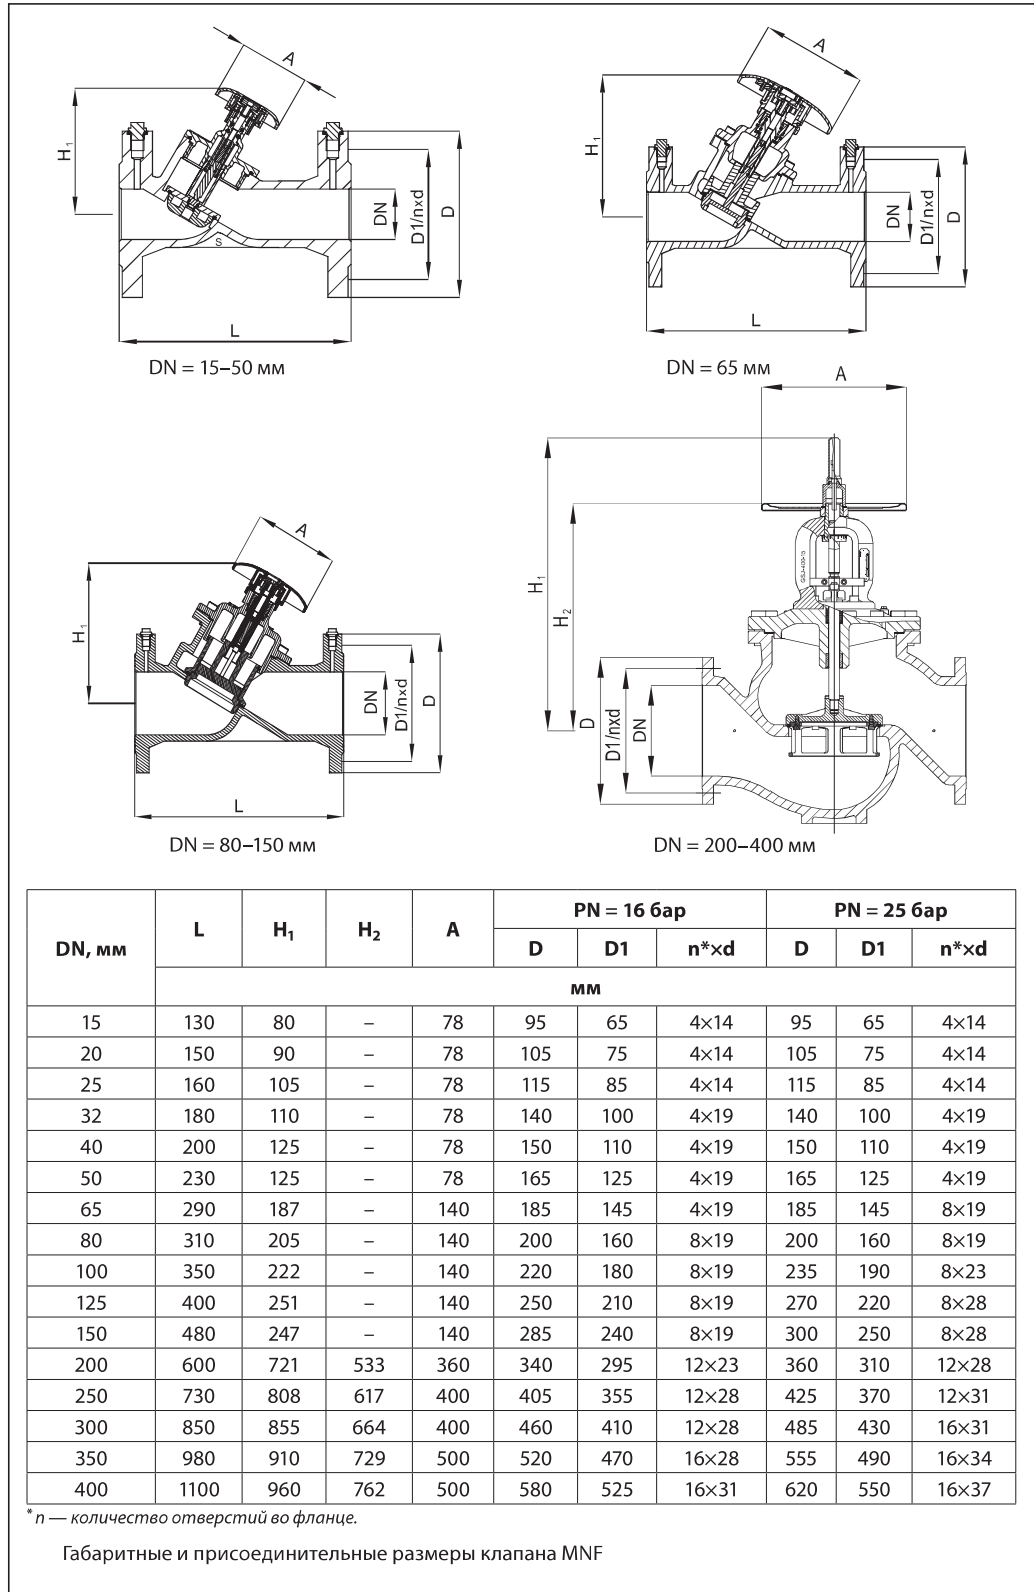 A
H1
DN
D1/n×d
D
S
L
DN = 15–50 мм
A
H1
DN
D1/n×d
D
L
DN = 65 мм
A
H1
DN
D1/n×d
D
L
DN = 80–150 мм
A
H1
H2
D
D1/nxd
DN
DN = 200–400 мм
DN, мм L H1 H2 A PN = 16 бар PN = 25 бар
D D1 n*×d D D1 n*×d
мм
15 130 80 – 78 95 65 4×14 95 65 4×14
20 150 90 – 78 105 75 4×14 105 75 4×14
25 160 105 – 78 115 85 4×14 115 85 4×14
32 180 110 – 78 140 100 4×19 140 100 4×19
40 200 125 – 78 150 110 4×19 150 110 4×19
50 230 125 – 78 165 125 4×19 165 125 4×19
65 290 187 – 140 185 145 4×19 185 145 8×19
80 310 205 – 140 200 160 8×19 200 160 8×19
100 350 222 – 140 220 180 8×19 235 190 8×23
125 400 251 – 140 250 210 8×19 270 220 8×28
150 480 247 – 140 285 240 8×19 300 250 8×28
200 600 721 533 360 340 295 12×23 360 310 12×28
250 730 808 617 400 405 355 12×28 425 370 12×31
300 850 855 664 400 460 410 12×28 485 430 16×31
350 980 910 729 500 520 470 16×28 555 490 16×34
400 1100 960 762 500 580 525 16×31 620 550 16×37
* n — количество отверстий во фланце.
Габаритные и присоединительные размеры клапана MNF